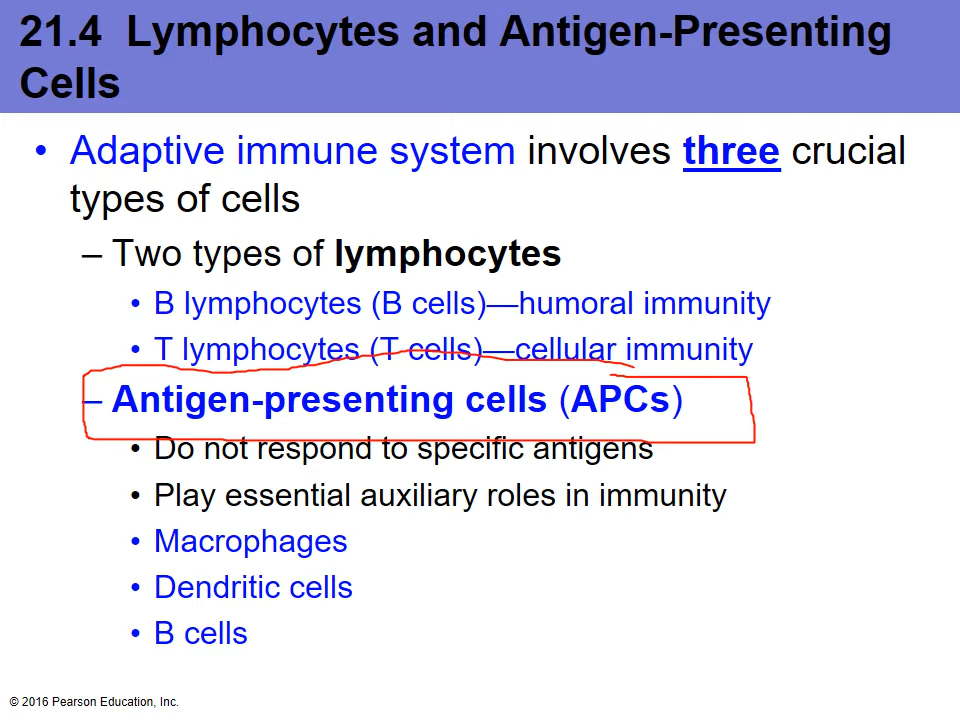 21.4 Lymphocytes and Antigen-Presenting
Cells
• Adaptive immune system involves three crucial
types of cells
– Two types of lymphocytes
• B lymphocytes (B cells)—humoral immunity
• T lymphocytes (T cells)—cellular immunity
– Antigen-presenting cells (APCs)
• Do not respond to specific antigens
• Play essential auxiliary roles in immunity
• Macrophages
• Dendritic cells
• B cells
© 2016 Pearson Education, Inc.